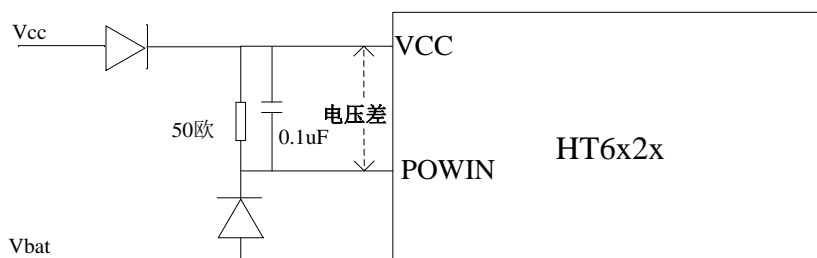 Vcc
VCC
电压差
50欧
0.1uF
HT6x2x
POWIN
Vbat